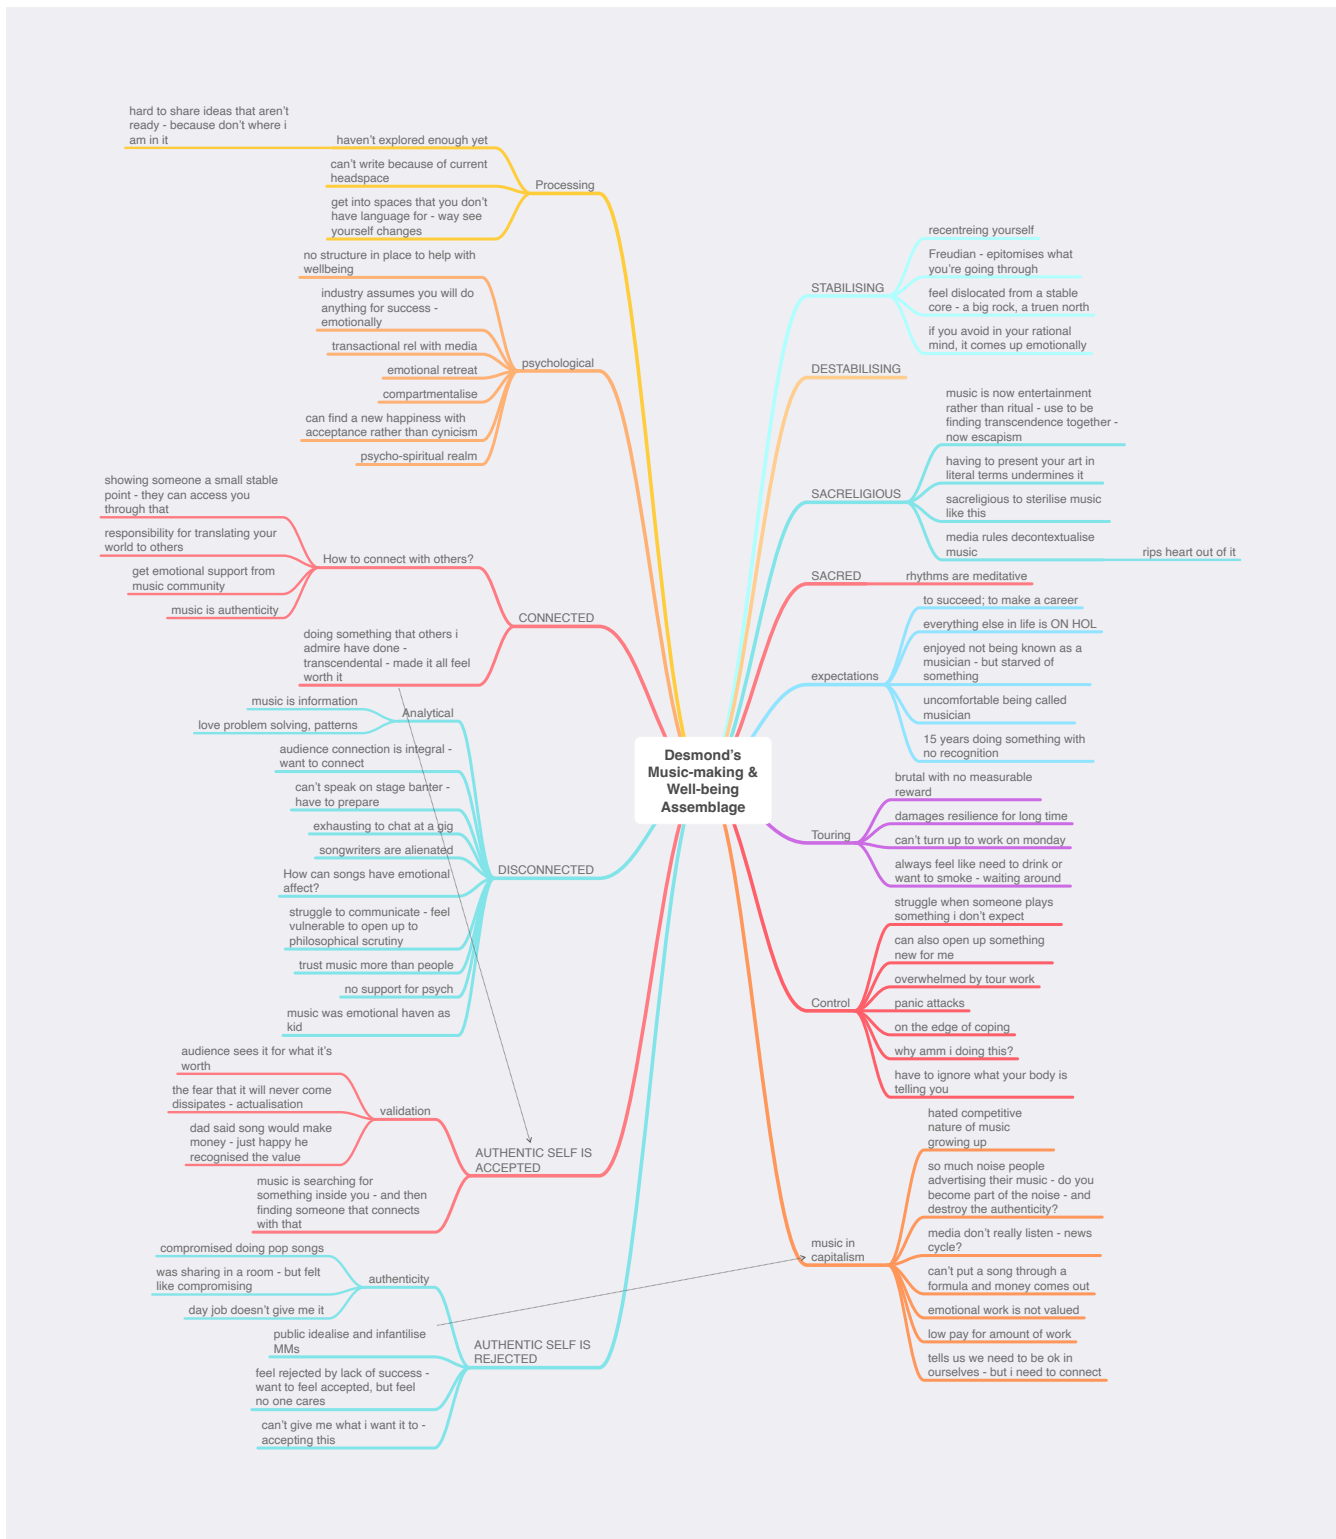 hard to share ideas that aren't
ready - because don't where i
am in it
haven't explored enough yet
can't write because of current
headspace
get into spaces that you don't
have language for - way see
yourself changes
Processing
no structure in place to help with
wellbeing
industry assumes you will do
anything for success -
emotionally
transactional rel with media
emotional retreat
compartmentalise
can find a new happiness with
acceptance rather than cynicism
psycho-spiritual realm
psychological
showing someone a small stable
point - they can access you
through that
responsibility for translating your
world to others
get emotional support from
music community
music is authenticity
How to connect with others?
doing something that others i
admire have done -
transcendental - made it all feel
worth it
CONNECTED
music is information
love problem solving, patterns
Analytical
audience connection is integral -
want to connect
can't speak on stage banter -
have to prepare
exhausting to chat at a gig
songwriters are alienated
How can songs have emotional
affect?
struggle to communicate - feel
vulnerable to open up to
philosophical scrutiny
trust music more than people
no support for psych
music was emotional haven as
kid
DISCONNECTED
audience sees it for what it's
worth
the fear that it will never come
dissipates - actualisation
dad said song would make
money - just happy he
recognised the value
validation
music is searching for
something inside you - and then
finding someone that connects
with that
AUTHENTIC SELF IS
ACCEPTED
compromised doing pop songs
was sharing in a room - but felt
like compromising
day job doesn't give me it
authenticity
public idealise and infantilise
MMs
feel rejected by lack of success -
want to feel accepted, but feel
no one cares
can't give me what i want it to -
accepting this
AUTHENTIC SELF IS
REJECTED
Desmond's
Music-making &
Well-being
Assemblage
STABILISING
recentreing yourself
Freudian - epitomises what
you're going through
feel dislocated from a stable
core - a big rock, a truen north
if you avoid in your rational
mind, it comes up emotionally
DESTABILISING
SACRELIGIOUS
music is now entertainment
rather than ritual - use to be
finding transcendence together -
now escapism
having to present your art in
literal terms undermines it
sacreligious to sterilise music
like this
media rules decontextualise
music
rips heart out of it
SACRED
rhythms are meditative
expectations
to succeed; to make a career
everything else in life is ON HOL
enjoyed not being known as a
musician - but starved of
something
uncomfortable being called
musician
15 years doing something with
no recognition
Touring
brutal with no measurable
reward
damages resilience for long time
can't turn up to work on monday
always feel like need to drink or
want to smoke - waiting around
Control
struggle when someone plays
something i don't expect
can also open up something
new for me
overwhelmed by tour work
panic attacks
on the edge of coping
why amm i doing this?
have to ignore what your body is
telling you
music in
capitalism
hated competitive
nature of music
growing up
so much noise people
advertising their music - do you
become part of the noise - and
destroy the authenticity?
media don't really listen - news
cycle?
can't put a song through a
formula and money comes out
emotional work is not valued
low pay for amount of work
tells us we need to be ok in
ourselves - but i need to connect